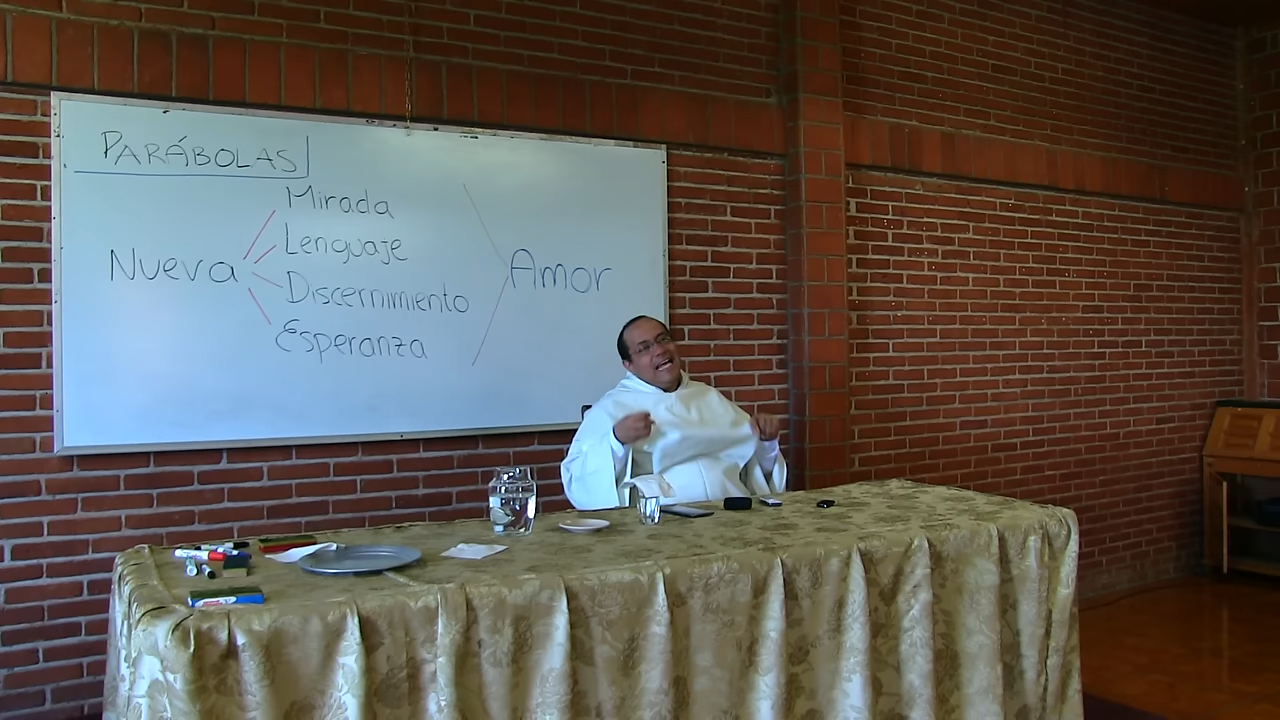 PARÁBOLAS
Mirada
Lenguaje
Nueva
Amor
Discernimiento
Esperanza